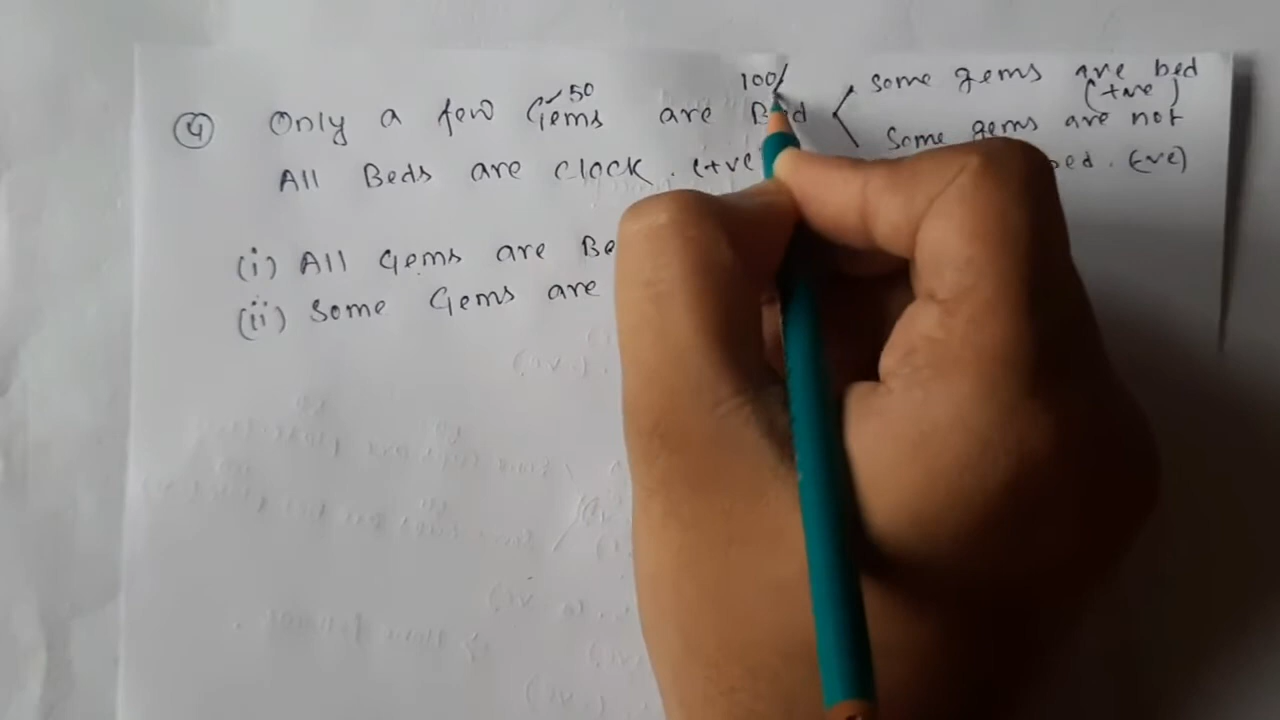 50 100%
(4) Only a few Gems are Bed < some gems are bed (+ve)
some gems are not bed. (-ve)
All Beds are clock. (+ve
(i) All Gems are Be
(ii) Some Gems are